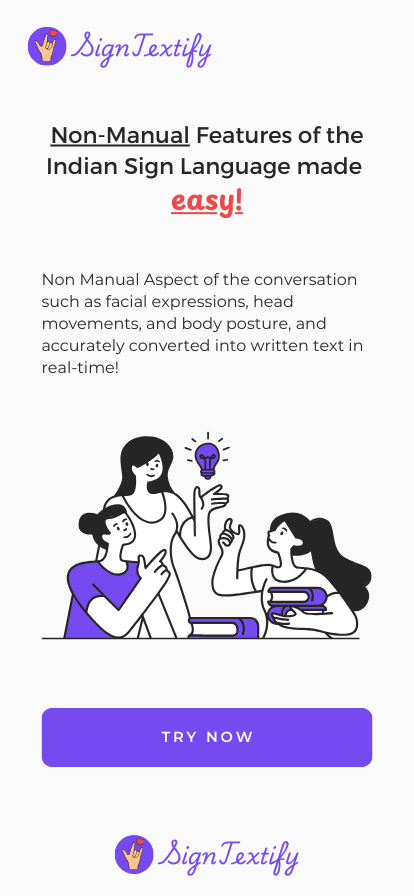 SignTextify
Non-Manual Features of the
Indian Sign Language made
easy!
Non Manual Aspect of the conversation
such as facial expressions, head
movements, and body posture, and
accurately converted into written text in
real-time!
TRY NOW
SignTextify